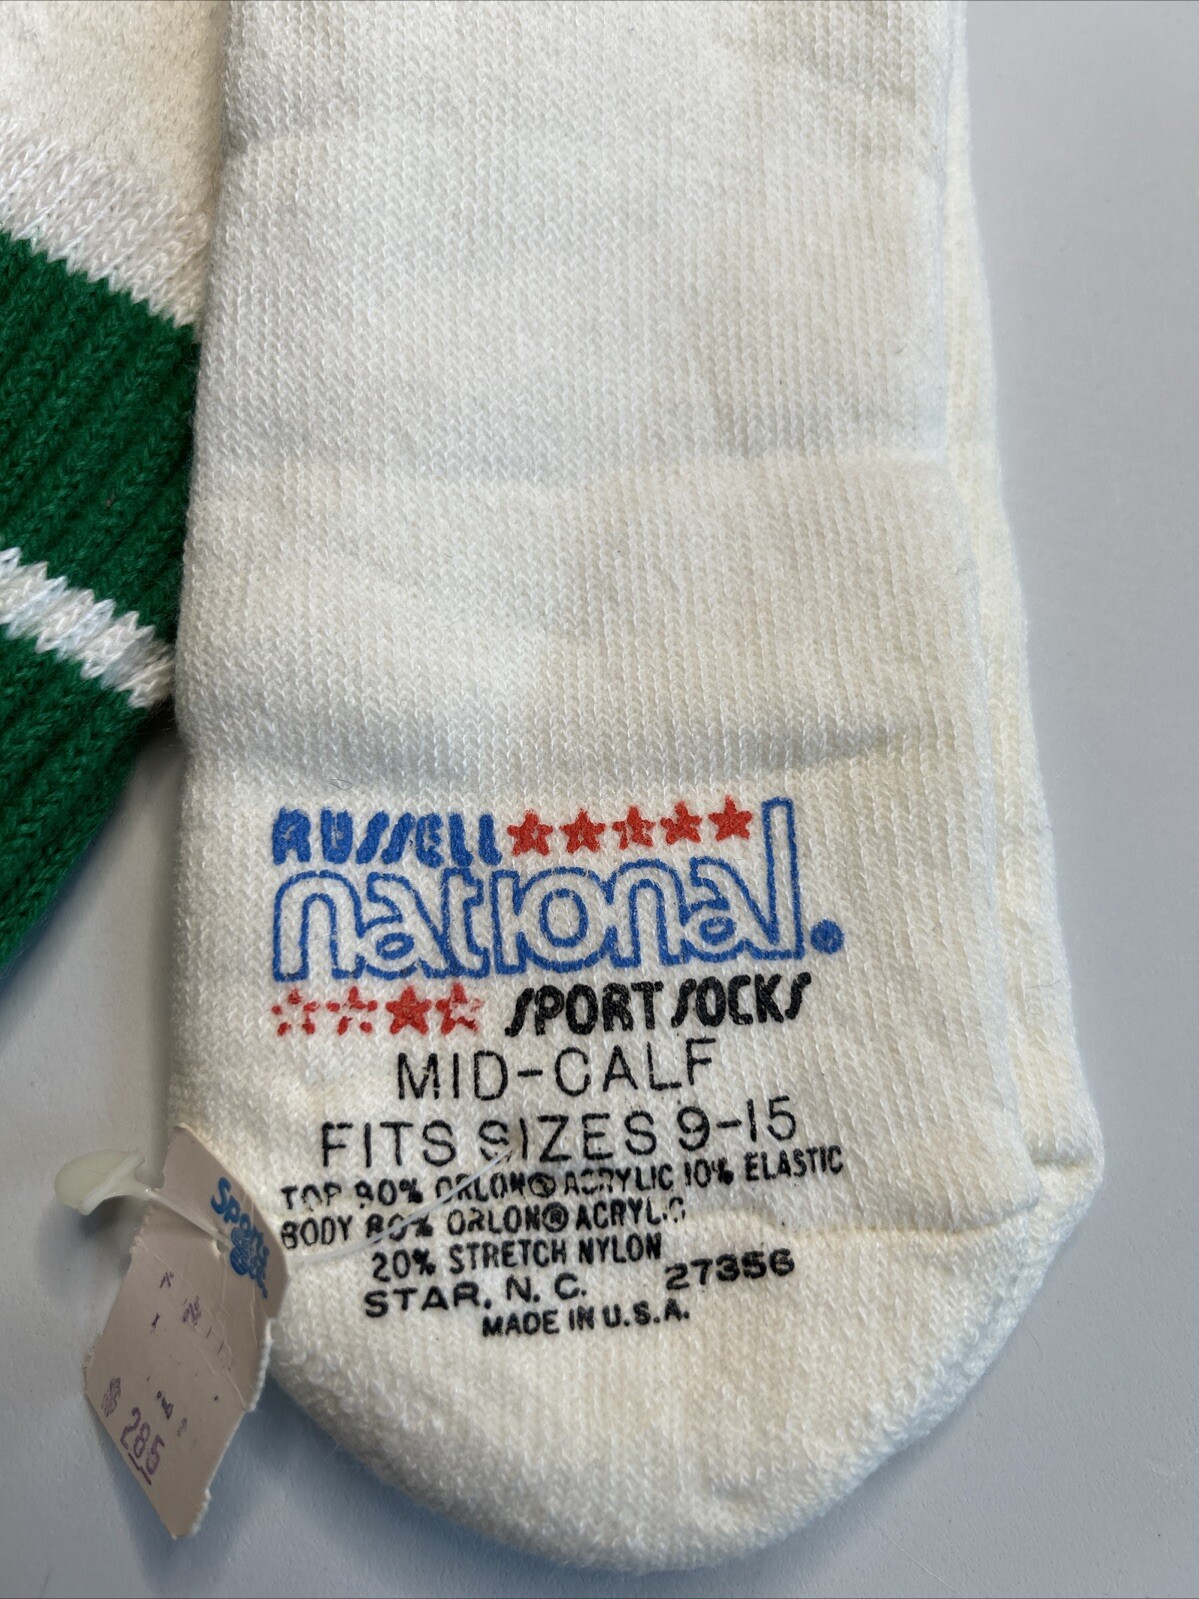 RUSSELL
national®
SPORT SOCKS
MID-CALF
FITS SIZES 9-15
TOP 90% ORLON® ACRYLIC 10% ELASTIC
BODY 80% ORLON® ACRYLIC
20% STRETCH NYLON
STAR, N. C. 27356
MADE IN U.S.A.
285